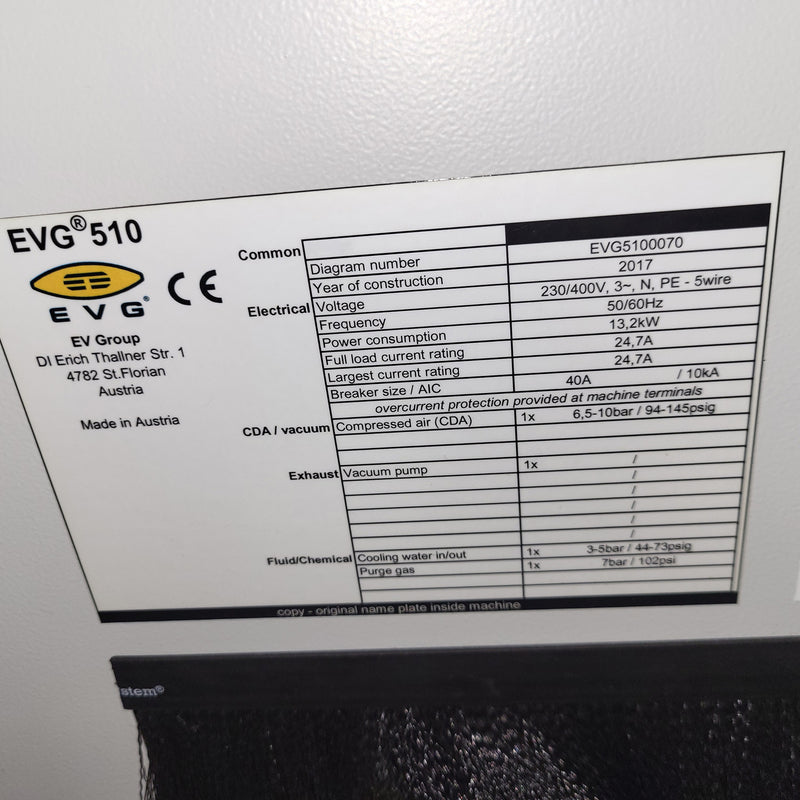 EVG® 510
CE
EVG®
EV Group
DI Erich Thallner Str. 1
4782 St.Florian
Austria
Made in Austria
Common
Diagram number EVG5100070
Year of construction 2017
Electrical Voltage 230/400V, 3~, N, PE - 5wire
Frequency 50/60Hz
Power consumption 13,2kW
Full load current rating 24,7A
Largest current rating 24,7A
Breaker size / AIC 40A / 10kA
overcurrent protection provided at machine terminals
CDA / vacuum Compressed air (CDA) 1x 6,5-10bar / 94-145psig
Exhaust Vacuum pump 1x /
/
/
/
/
Fluid/Chemical Cooling water in/out 1x 3-5bar / 44-73psig
Purge gas 1x 7bar / 102psi
copy - original name plate inside machine
stem®